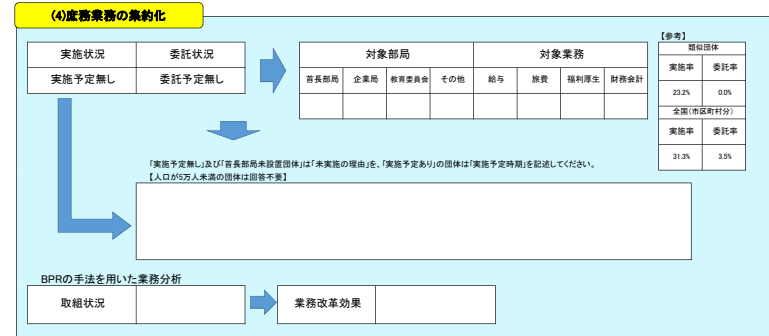 (4)庶務業務の集約化
【参考】
実施状況 委託状況
実施予定無し 委託予定無し
対象部局 対象業務
首長部局 企業局 教育委員会 その他 給与 旅費 福利厚生 財務会計
類似団体
実施率 委託率
23.2% 0.0%
全国(市区町村分)
実施率 委託率
31.3% 3.5%
「実施予定無し」及び「首長部局未設置団体」は「未実施の理由」を、「実施予定あり」の団体は「実施予定時期」を記述してください。
【人口が5万人未満の団体は回答不要】
BPRの手法を用いた業務分析
取組状況 業務改革効果